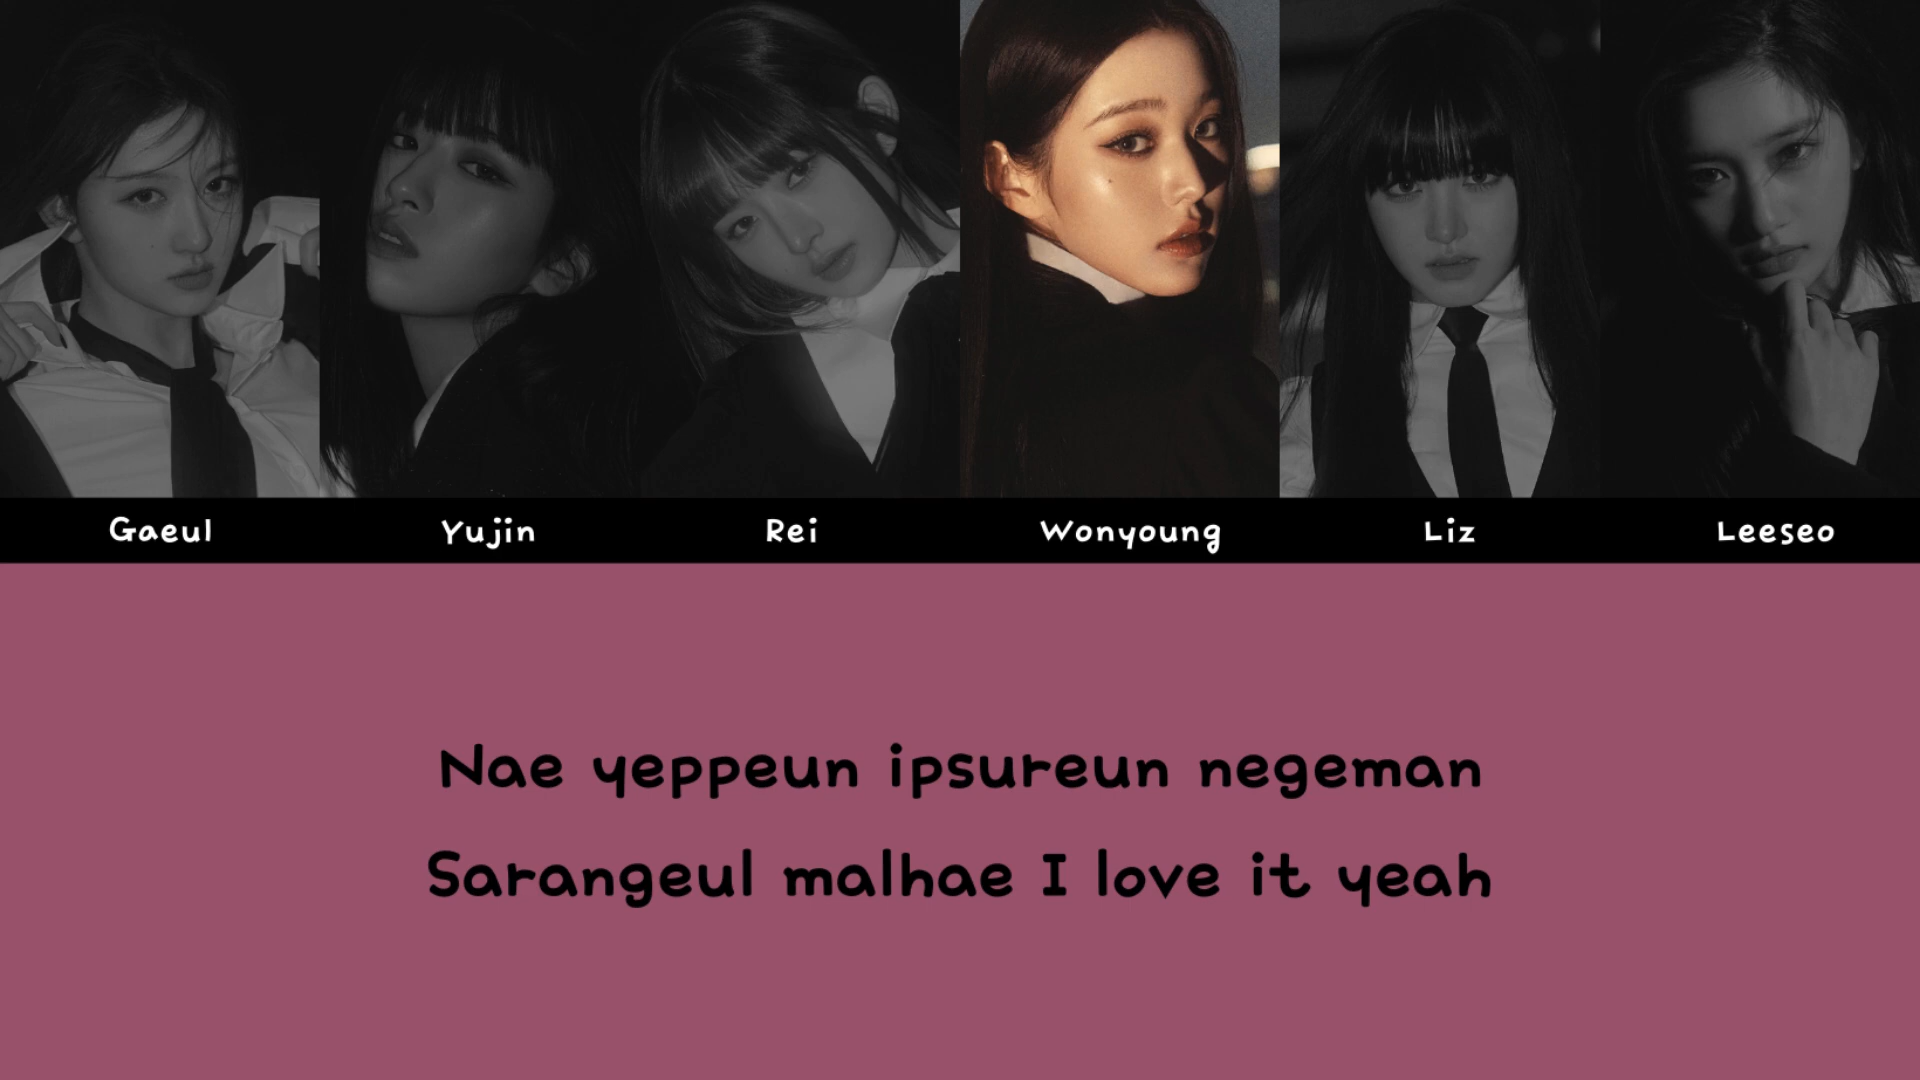 Gaeul Yujin Rei Wonyoung Liz Leeseo
Nae yeppeun ipsureun negeman
Sarangeul malhae I love it yeah